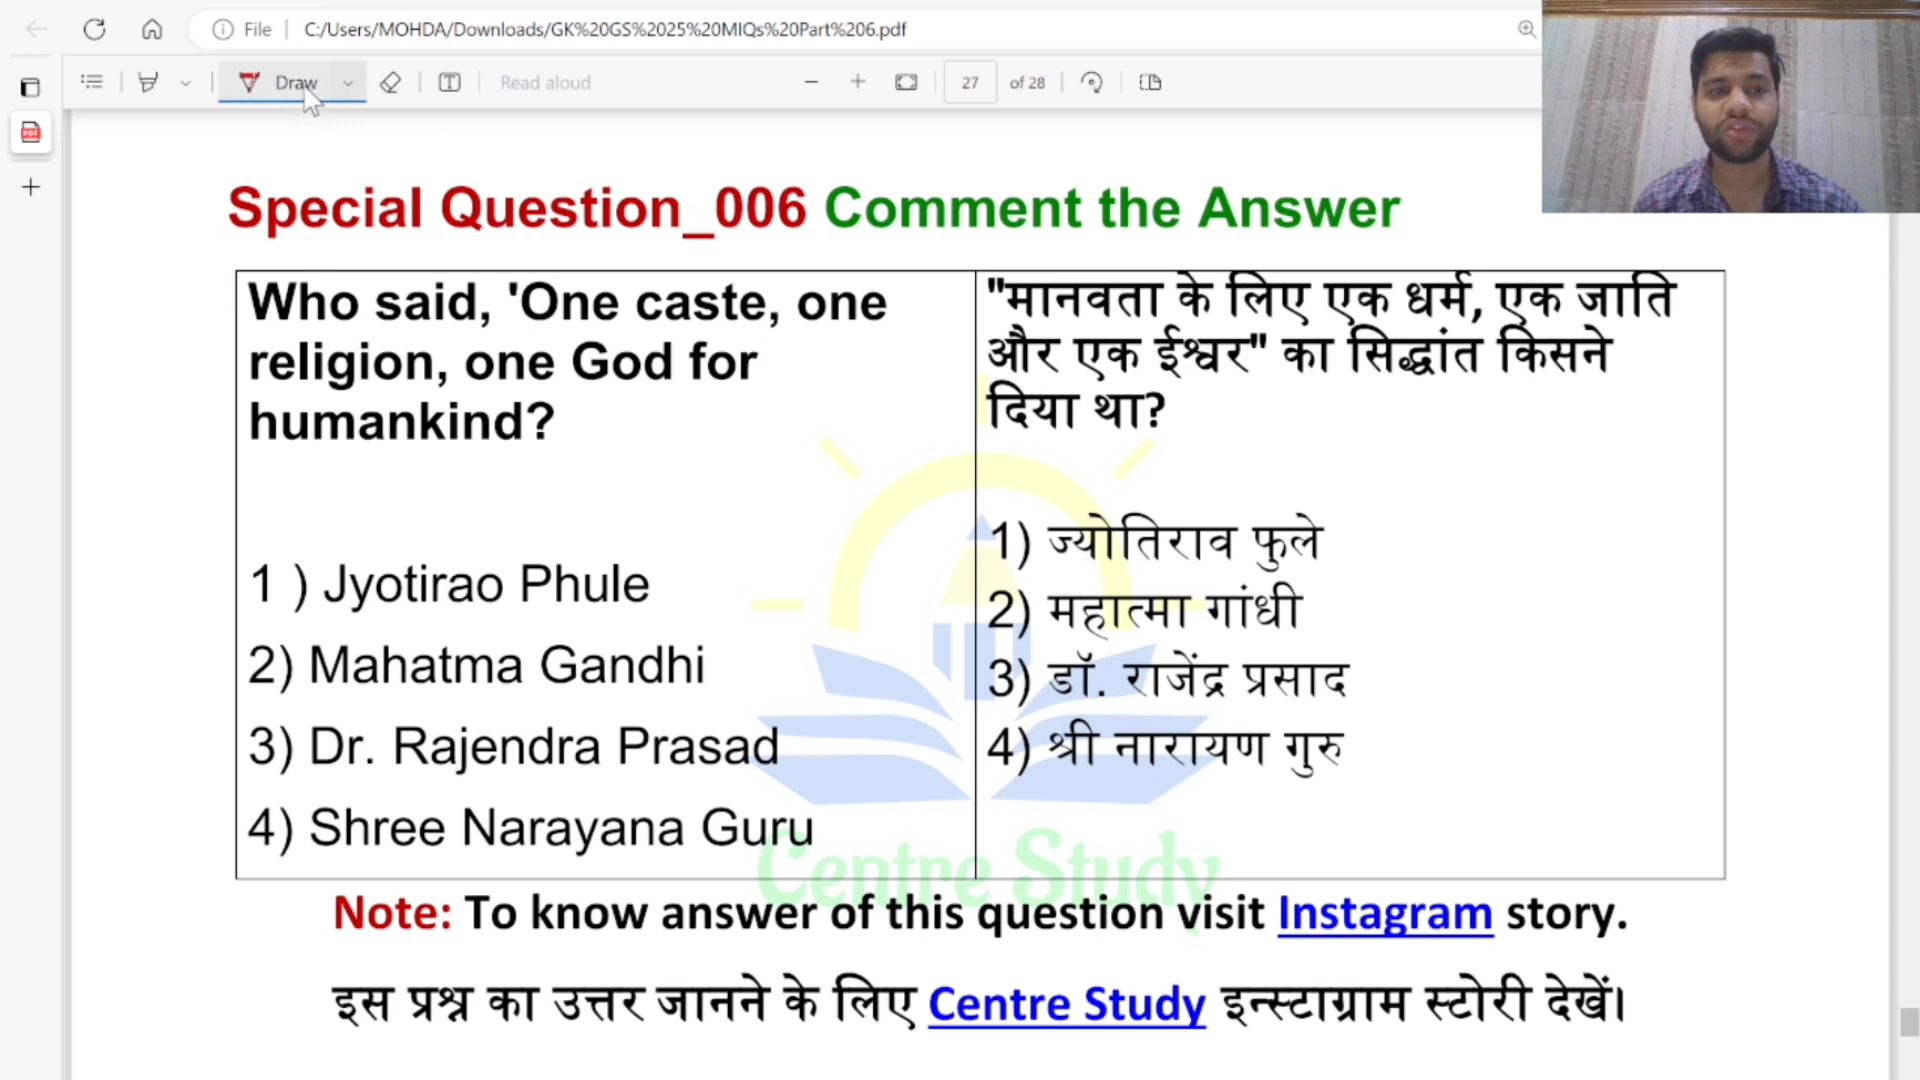 File
C:/Users/MOHDA/Downloads/GK%20GS%2025%20MIQs%20Part%206.pdf
Draw
Read aloud
27 of 28
Special Question_006 Comment the Answer
Who said, 'One caste, one
religion, one God for
humankind?
1 ) Jyotirao Phule
2) Mahatma Gandhi
3) Dr. Rajendra Prasad
4) Shree Narayana Guru
"मानवता के लिए एक धर्म, एक जाति
और एक ईश्वर" का सिद्धांत किसने
दिया था?
1) ज्योतिराव फुले
2) महात्मा गांधी
3) डॉ. राजेंद्र प्रसाद
4) श्री नारायण गुरु
Centre Study
Note: To know answer of this question visit Instagram story.
इस प्रश्न का उत्तर जानने के लिए Centre Study इन्स्टाग्राम स्टोरी देखें।